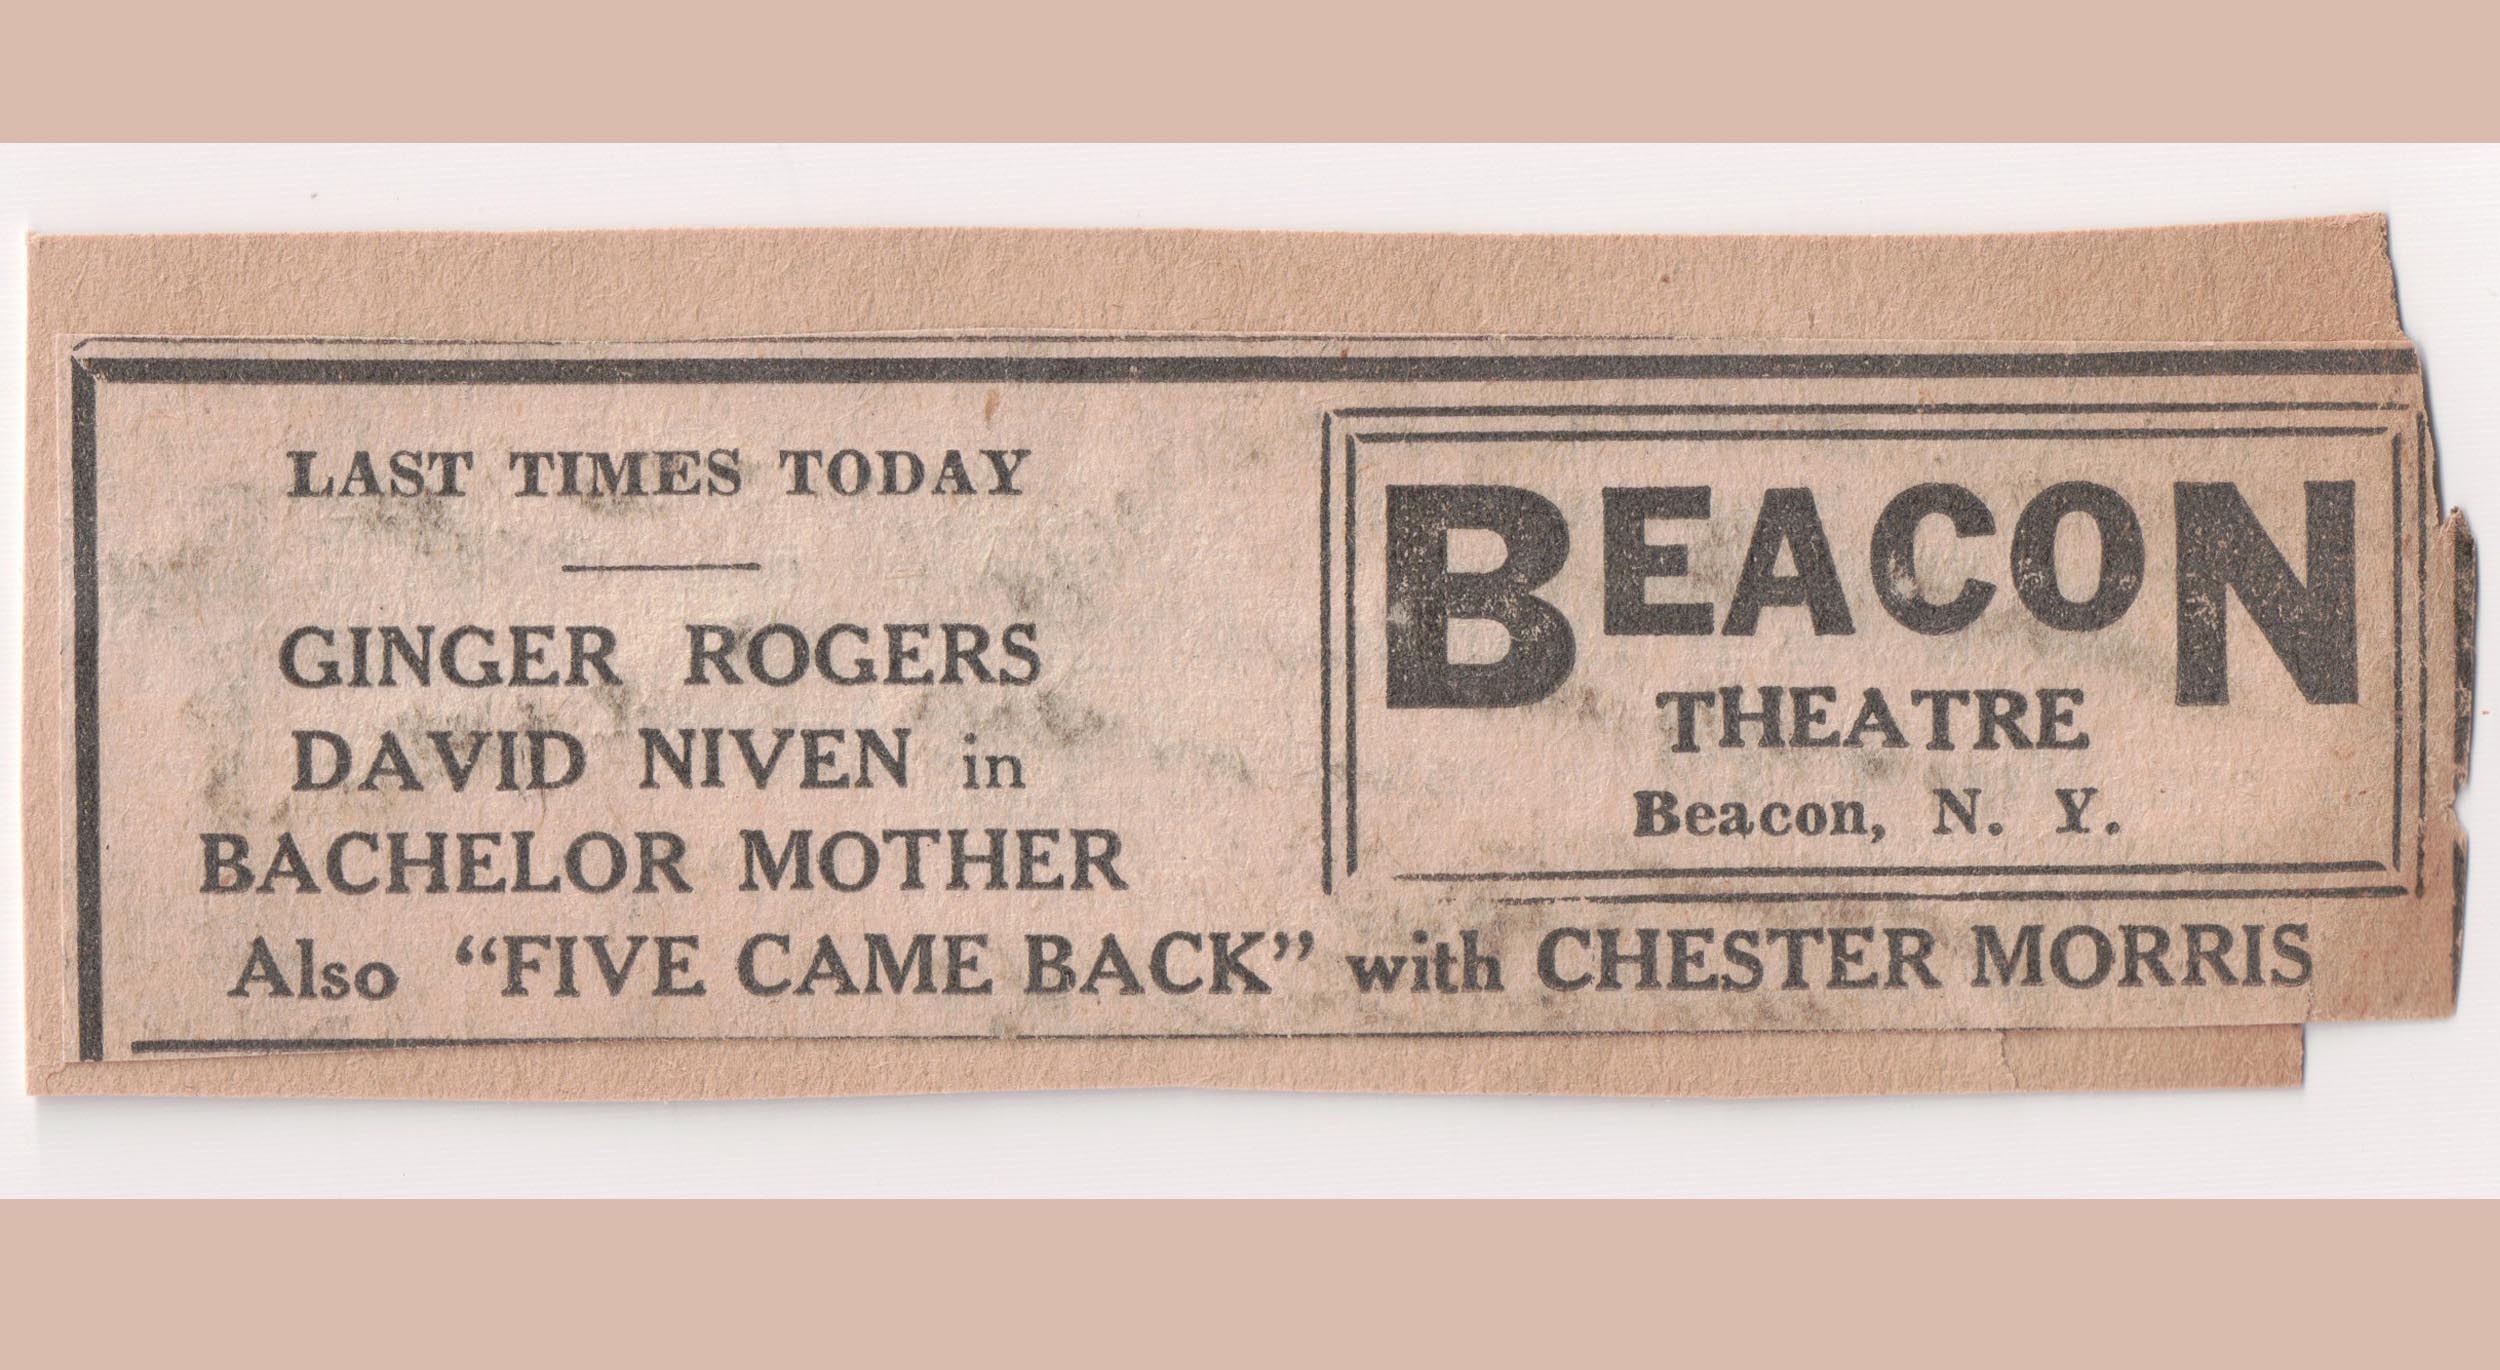 LAST TIMES TODAY
GINGER ROGERS
DAVID NIVEN in
BACHELOR MOTHER
Also “FIVE CAME BACK” with CHESTER MORRIS
BEACON
THEATRE
Beacon, N. Y.